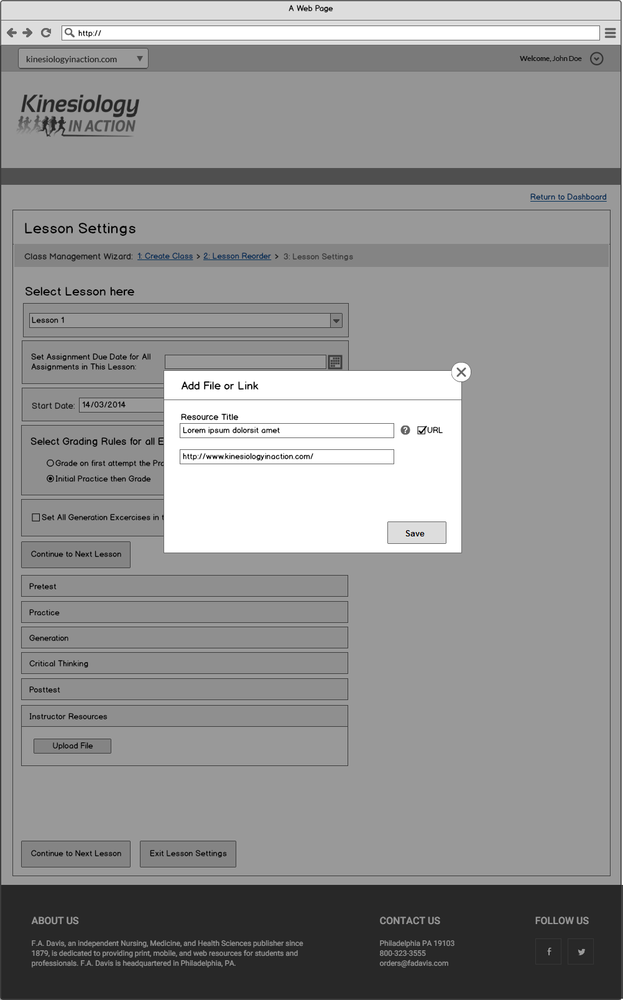 A Web Page
http://
kinesiologyinaction.com
Welcome, John Doe
Kinesiology
IN ACTION
Return to Dashboard
Lesson Settings
Class Management Wizard: 1: Create Class > 2: Lesson Reorder > 3: Lesson Settings
Select Lesson here
Lesson 1
Set Assignment Due Date for All
Assignments in This Lesson:
Start Date: 14/03/2014
Select Grading Rules for all E
Grade on first attempt the Pra
Initial Practice then Grade
Set All Generation Excercises in t
Add File or Link
Resource Title
Lorem ipsum dolorsit amet
? URL
http://www.kinesiologyinaction.com/
Save
Continue to Next Lesson
Pretest
Practice
Generation
Critical Thinking
Posttest
Instructor Resources
Upload File
Continue to Next Lesson
Exit Lesson Settings
ABOUT US
F.A. Davis, an independent Nursing, Medicine, and Health Sciences publisher since
1879, is dedicated to providing print, mobile, and web resources for students and
professionals. F.A. Davis is headquartered in Philadelphia, PA.
CONTACT US
Philadelphia PA 19103
800-323-3555
orders@fadavis.com
FOLLOW US